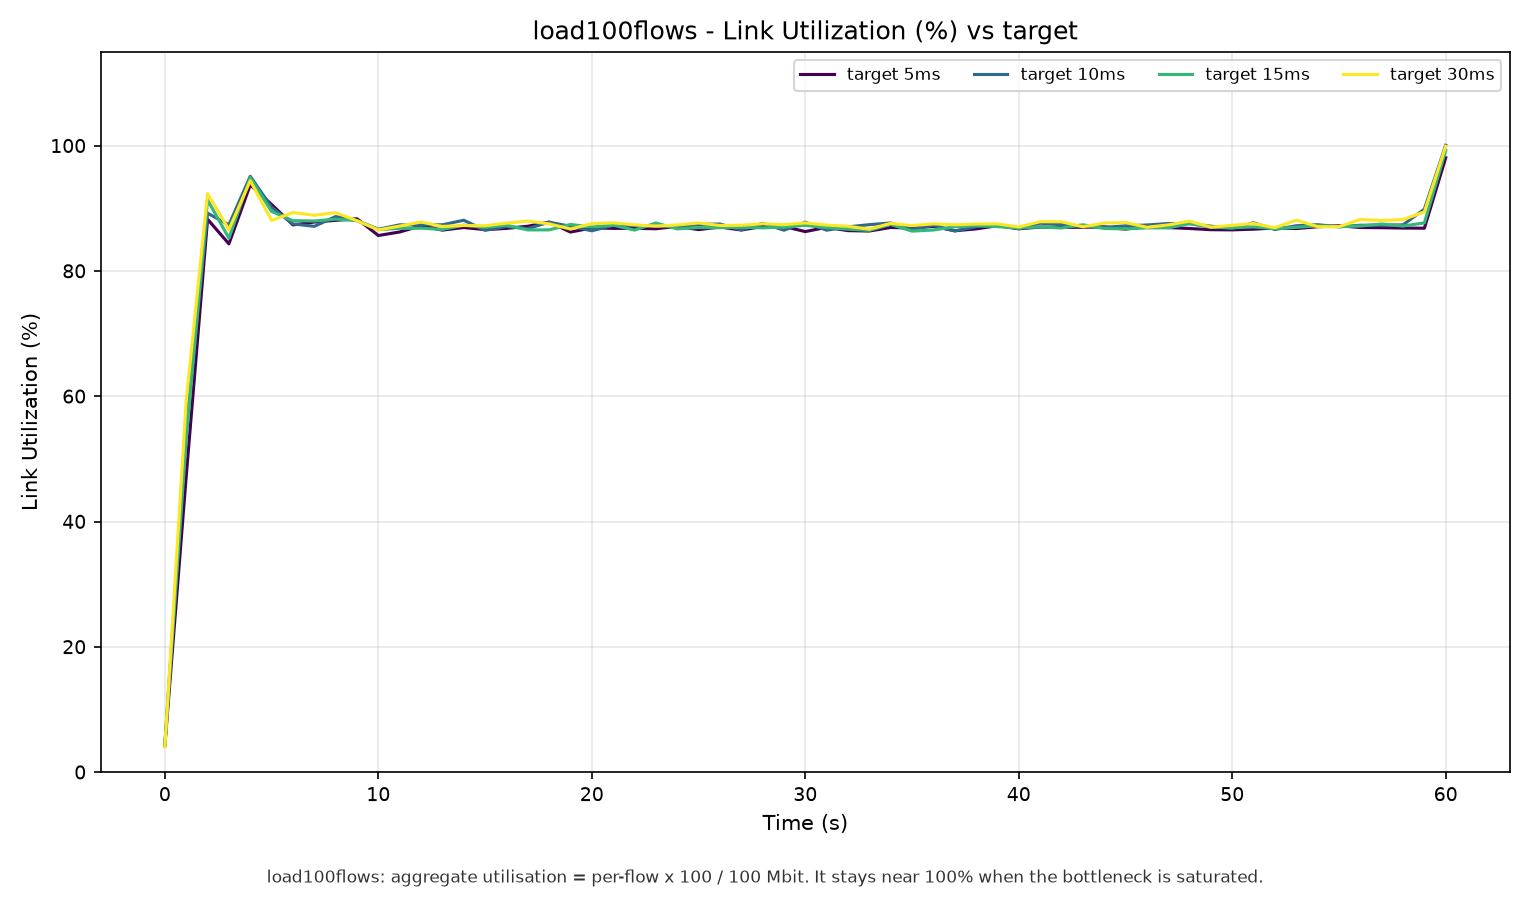 load100flows - Link Utilization (%) vs target
target 5ms
target 10ms
target 15ms
target 30ms
100
80
60
40
20
0
Link Utilization (%)
0
10
20
30
40
50
60
Time (s)
load100flows: aggregate utilisation = per-flow x 100 / 100 Mbit. It stays near 100% when the bottleneck is saturated.